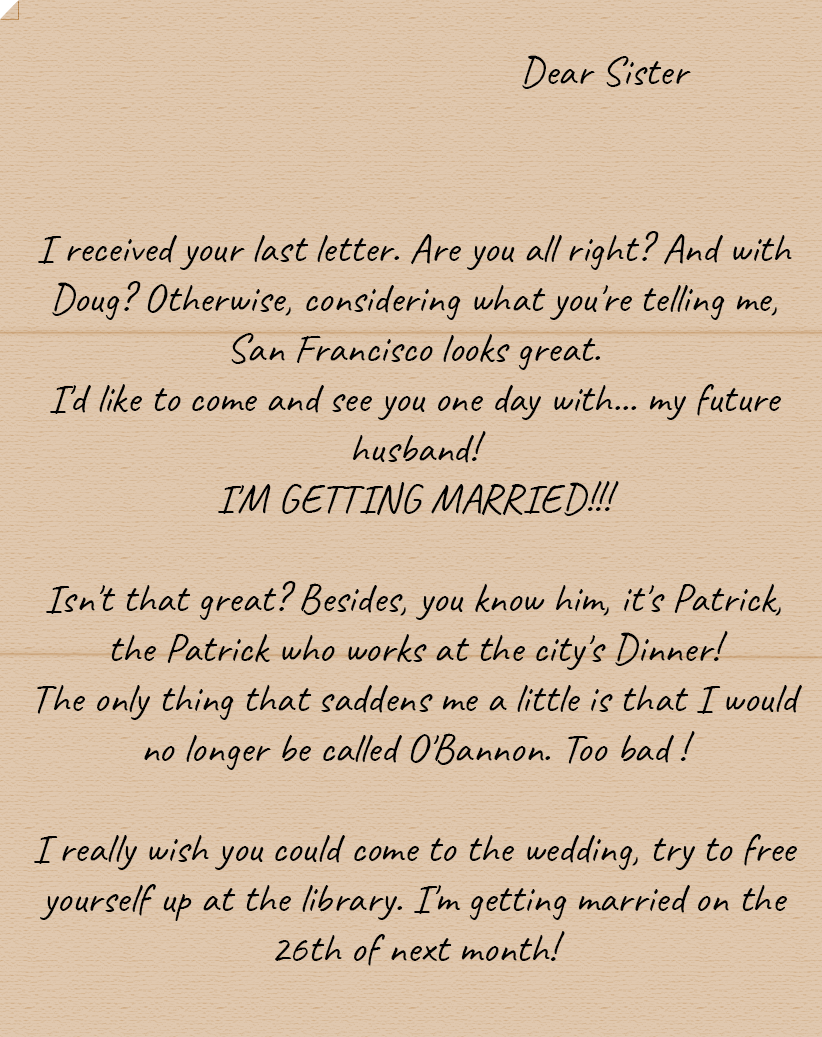 Dear Sister
I received your last letter. Are you all right? And with
Doug? Otherwise, considering what you're telling me,
San Francisco looks great.
I'd like to come and see you one day with... my future
husband!
I'M GETTING MARRIED!!!
Isn't that great? Besides, you know him, it's Patrick,
the Patrick who works at the city's Dinner!
The only thing that saddens me a little is that I would
no longer be called O'Bannon. Too bad !
I really wish you could come to the wedding, try to free
yourself up at the library. I'm getting married on the
26th of next month!